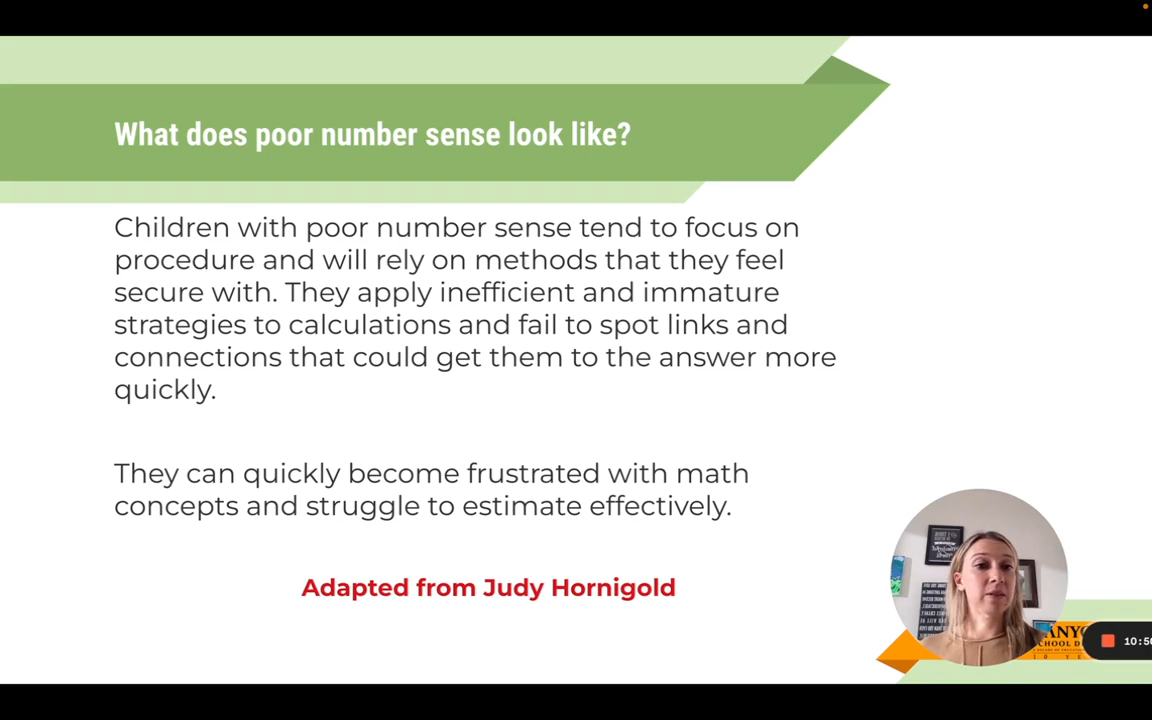 What does poor number sense look like?
Children with poor number sense tend to focus on
procedure and will rely on methods that they feel
secure with. They apply inefficient and immature
strategies to calculations and fail to spot links and
connections that could get them to the answer more
quickly.
They can quickly become frustrated with math
concepts and struggle to estimate effectively.
Adapted from Judy Hornigold